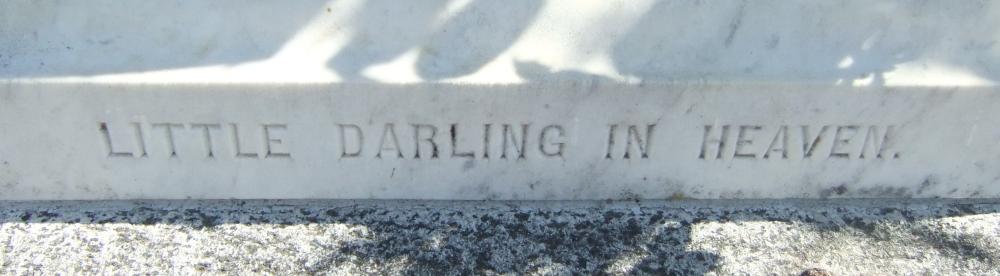 LITTLE DARLING IN HEAVEN.